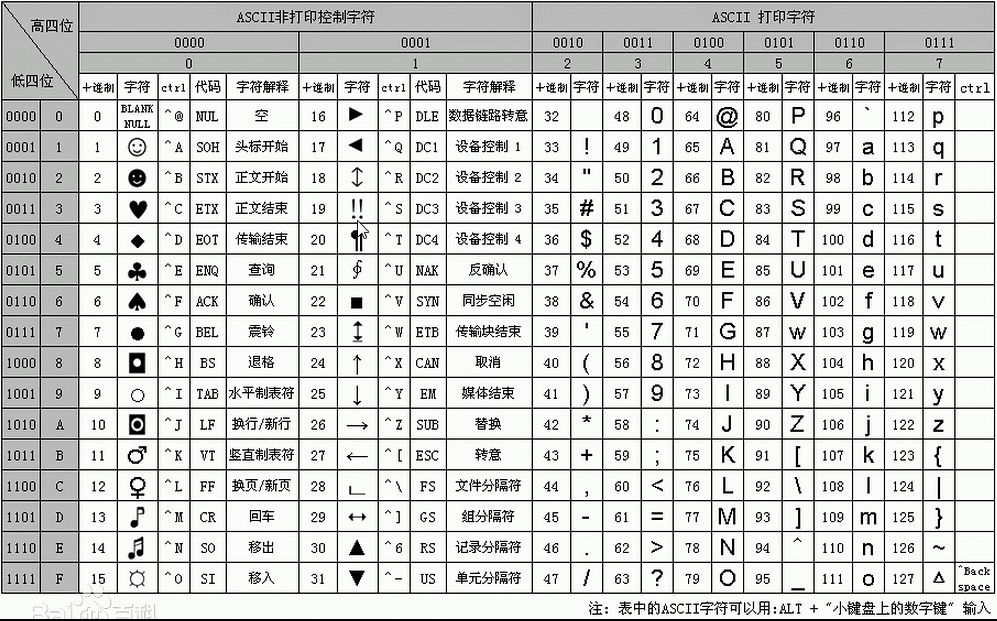 高四位 ASCII非打印控制字符 ASCII 打印字符
0000 0001 0010 0011 0100 0101 0110 0111
低四位 0 1 2 3 4 5 6 7
十进制 字符 ctrl 代码 字符解释 十进制 字符 ctrl 代码 字符解释 十进制 字符 十进制 字符 十进制 字符 十进制 字符 十进制 字符 十进制 字符 ctrl
0000 0 0 BLANK NULL ^@ NUL 空 16 ► ^P DLE 数据链路转意 32 48 0 64 @ 80 P 96 ` 112 p
0001 1 1 ☺ ^A SOH 头标开始 17 ◄ ^Q DC1 设备控制 1 33 ! 49 1 65 A 81 Q 97 a 113 q
0010 2 2 ☻ ^B STX 正文开始 18 ↕ ^R DC2 设备控制 2 34 " 50 2 66 B 82 R 98 b 114 r
0011 3 3 ♥ ^C ETX 正文结束 19 ‼ ^S DC3 设备控制 3 35 # 51 3 67 C 83 S 99 c 115 s
0100 4 4 ♦ ^D EOT 传输结束 20 ¶ ^T DC4 设备控制 4 36 $ 52 4 68 D 84 T 100 d 116 t
0101 5 5 ♣ ^E ENQ 查询 21 ∮ ^U NAK 反确认 37 % 53 5 69 E 85 U 101 e 117 u
0110 6 6 ♠ ^F ACK 确认 22 ■ ^V SYN 同步空闲 38 & 54 6 70 F 86 V 102 f 118 v
0111 7 7 ● ^G BEL 震铃 23 ↨ ^W ETB 传输块结束 39 ' 55 7 71 G 87 w 103 g 119 w
1000 8 8 ◘ ^H BS 退格 24 ↑ ^X CAN 取消 40 ( 56 8 72 H 88 X 104 h 120 x
1001 9 9 ○ ^I TAB 水平制表符 25 ↓ ^Y EM 媒体结束 41 ) 57 9 73 I 89 Y 105 i 121 y
1010 A 10 ◙ ^J LF 换行/新行 26 → ^Z SUB 替换 42 * 58 : 74 J 90 Z 106 j 122 z
1011 B 11 ♂ ^K VT 竖直制表符 27 ← ^[ ESC 转意 43 + 59 ; 75 K 91 [ 107 k 123 {
1100 C 12 ♀ ^L FF 换页/新页 28 ∟ ^\ FS 文件分隔符 44 , 60 < 76 L 92 \ 108 l 124 |
1101 D 13 ♪ ^M CR 回车 29 ↔ ^] GS 组分隔符 45 - 61 = 77 M 93 ] 109 m 125 }
1110 E 14 ♫ ^N SO 移出 30 ▲ ^6 RS 记录分隔符 46 . 62 > 78 N 94 ^ 110 n 126 ~
1111 F 15 ☼ ^O SI 移入 31 ▼ ^- US 单元分隔符 47 / 63 ? 79 O 95 _ 111 o 127 Δ ^Back space
注: 表中的ASCII字符可以用:ALT + "小键盘上的数字键" 输入
Bai 百科